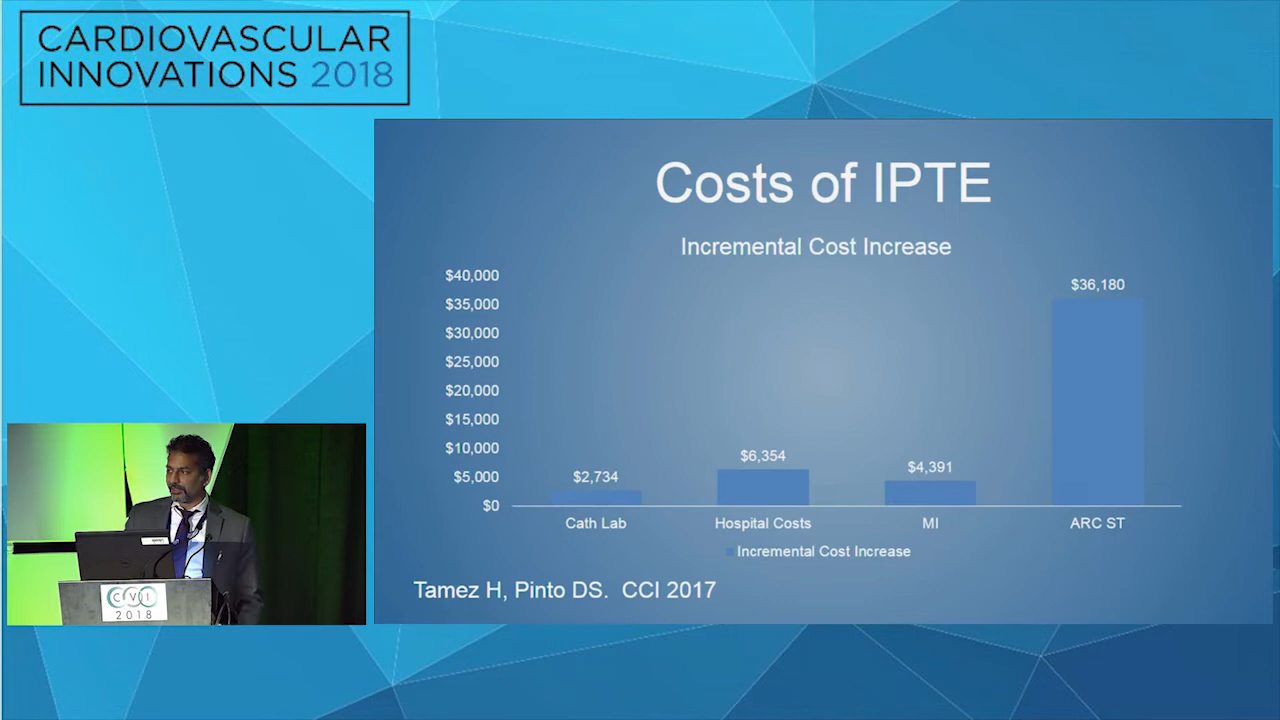 CARDIOVASCULAR
INNOVATIONS 2018
Costs of IPTE
Incremental Cost Increase
$40,000
$35,000
$30,000
$25,000
$20,000
$15,000
$10,000
$5,000
$0
$2,734
$6,354
$4,391
$36,180
Cath Lab
Hospital Costs
MI
ARC ST
Incremental Cost Increase
Tamez H, Pinto DS. CCI 2017
CVI
2018